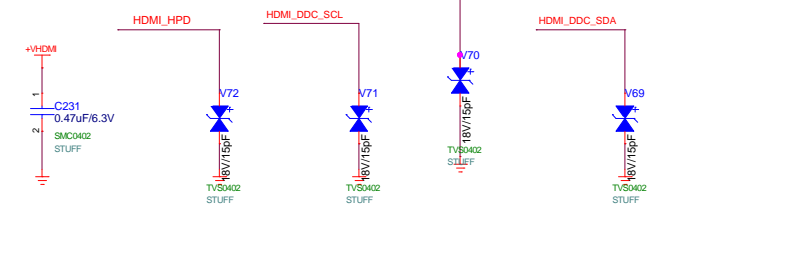 HDMI_HPD
HDMI_DDC_SCL
HDMI_DDC_SDA
+VHDMI
V70
V72
V71
V69
1
C231
0.47uF/6.3V
2
SMC0402
STUFF
+
18V/15pF
TVS0402
STUFF
+
18V/15pF
TVS0402
STUFF
+
18V/15pF
TVS0402
STUFF
+
18V/15pF
TVS0402
STUFF